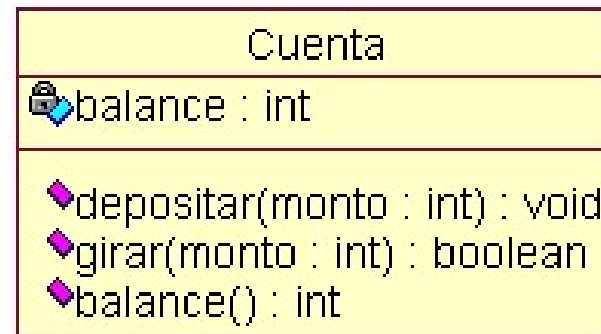 Cuenta
balance : int
depositar(monto : int) : void
girar(monto : int) : boolean
balance() : int